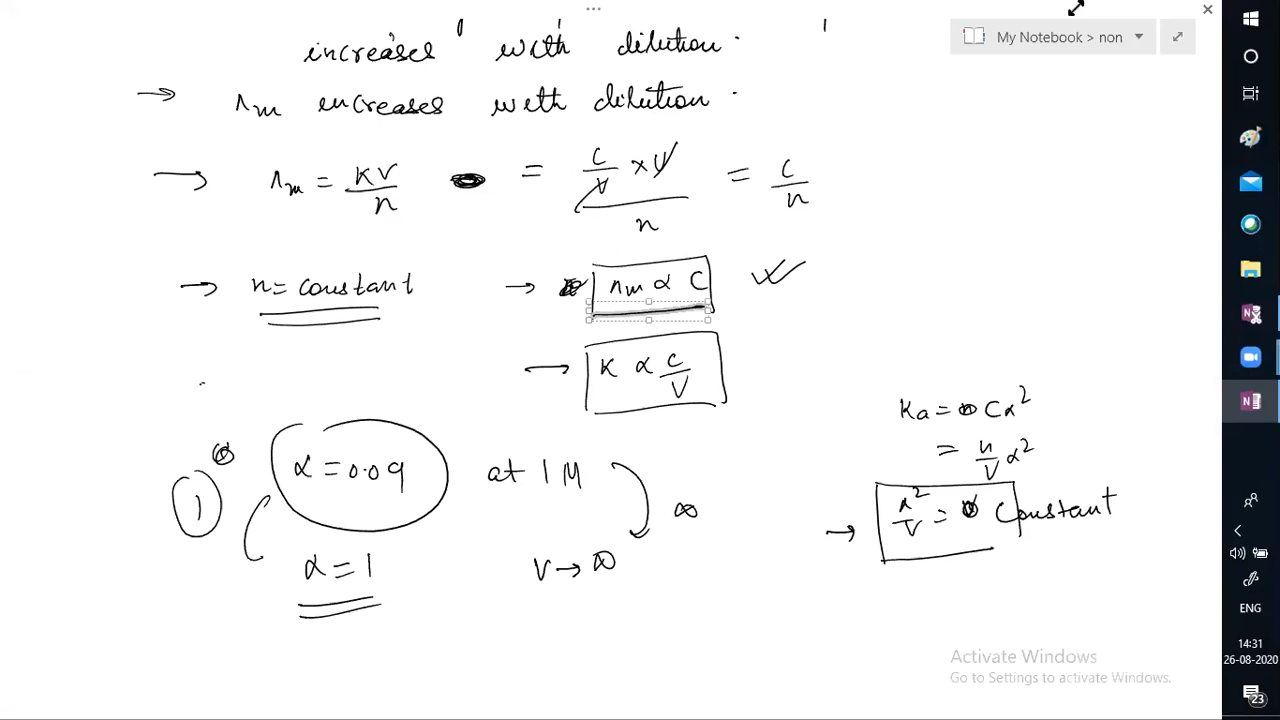 increases with dilution.
My Notebook > non
→ Λm increases with dilution.
→ Λm = KV/n = (C/V × V)/n = C/n
→ n = constant → Λm ∝ C
→ K ∝ C/V
Ka = Cα²
= n/V α²
→ α²/V = Constant
1 α = 0.09 at 1 M ∞
α = 1 V → ∞
Activate Windows
Go to Settings to activate Windows.
ENG
14:31
26-08-2020
23